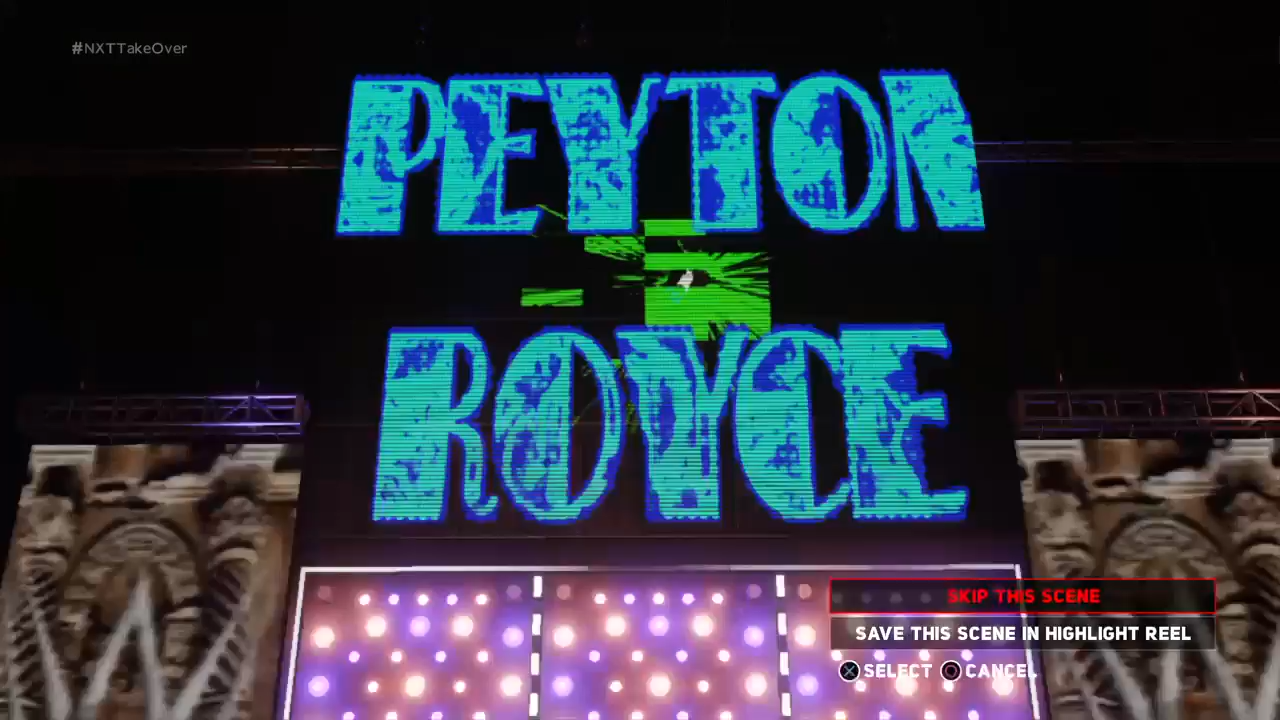 #NXTTakeOver
PEYTON
ROYCE
SKIP THIS SCENE
SAVE THIS SCENE IN HIGHLIGHT REEL
SELECT CANCEL